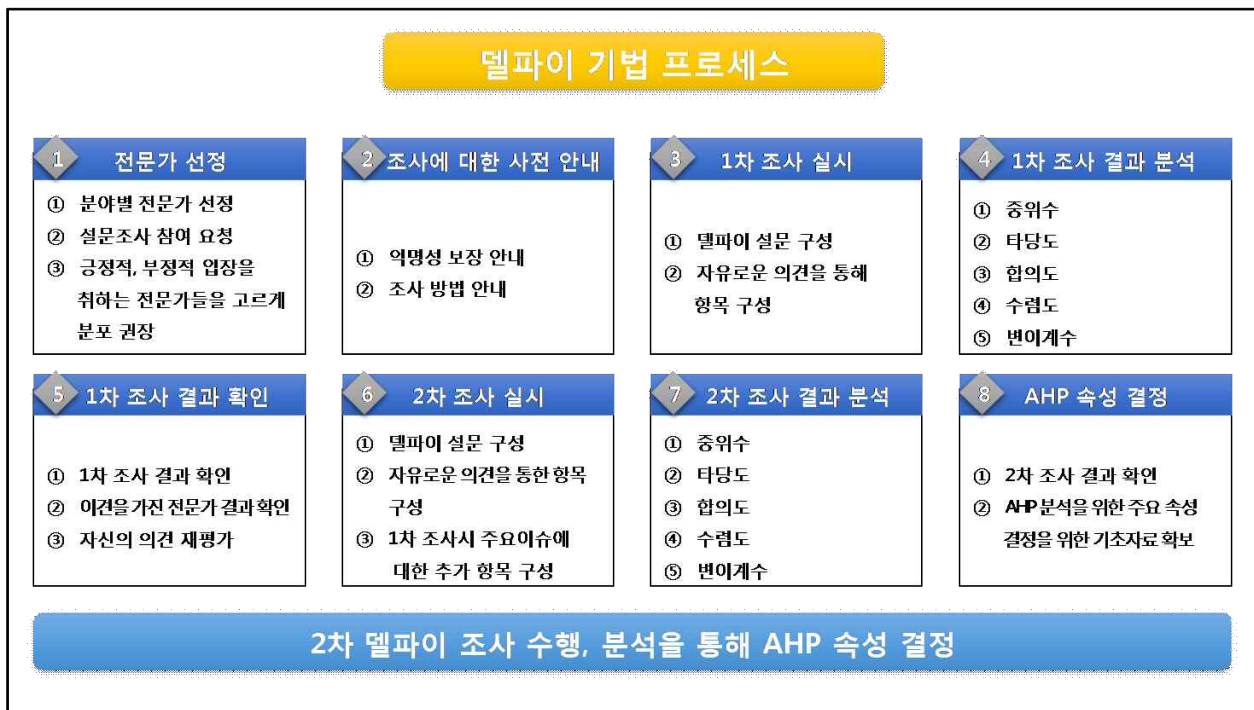 델파이 기법 프로세스
1 전문가 선정
① 분야별 전문가 선정
② 설문조사 참여 요청
③ 긍정적, 부정적 입장을
취하는 전문가들을 고르게
분포 권장
2 조사에 대한 사전 안내
① 익명성 보장 안내
② 조사 방법 안내
3 1차 조사 실시
① 델파이 설문 구성
② 자유로운 의견을 통해
항목 구성
4 1차 조사 결과 분석
① 중위수
② 타당도
③ 합의도
④ 수렴도
⑤ 변이계수
5 1차 조사 결과 확인
① 1차 조사 결과 확인
② 이견을 가진 전문가 결과 확인
③ 자신의 의견 재평가
6 2차 조사 실시
① 델파이 설문 구성
② 자유로운 의견을 통한 항목
구성
③ 1차 조사시 주요이슈에
대한 추가 항목 구성
7 2차 조사 결과 분석
① 중위수
② 타당도
③ 합의도
④ 수렴도
⑤ 변이계수
8 AHP 속성 결정
① 2차 조사 결과 확인
② AHP 분석을 위한 주요 속성
결정을 위한 기초자료 확보
2차 델파이 조사 수행, 분석을 통해 AHP 속성 결정